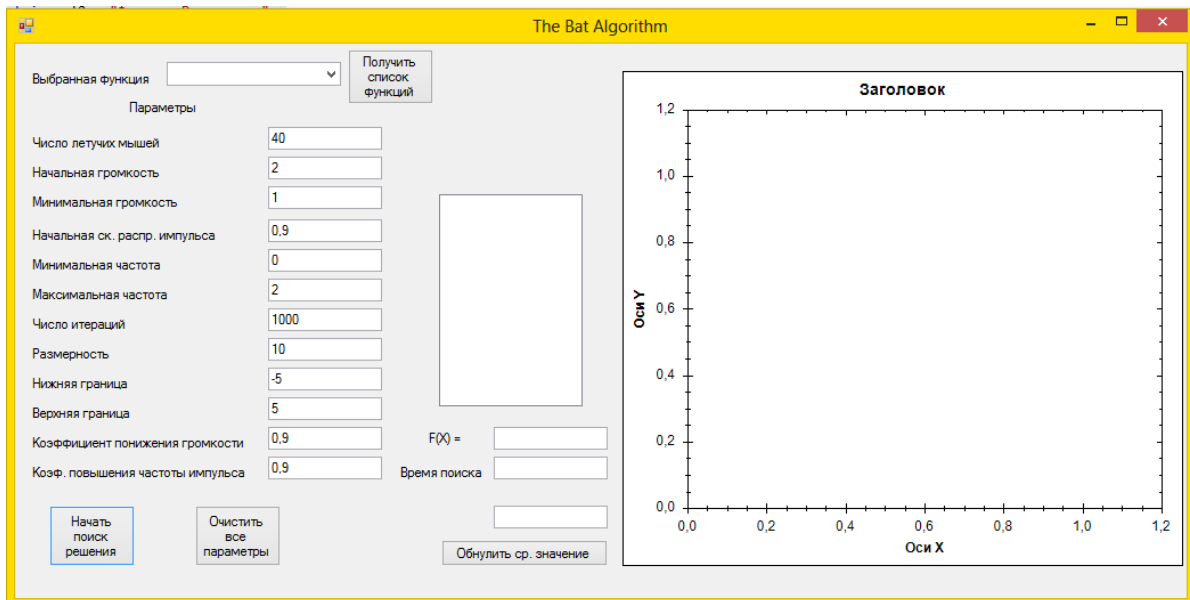 The Bat Algorithm
Выбранная функция
Получить
список
функций
Параметры
Число летучих мышей 40
Начальная громкость 2
Минимальная громкость 1
Начальная ск. распр. импульса 0,9
Минимальная частота 0
Максимальная частота 2
Число итераций 1000
Размерность 10
Нижняя граница -5
Верхняя граница 5
Коэффициент понижения громкости 0,9
Коэф. повышения частоты импульса 0,9
F(X) =
Время поиска
Начать
поиск
решения
Очистить
все
параметры
Обнулить ср. значение
Заголовок
1,2
1,0
0,8
0,6
0,4
0,2
0,0
Оси Y
0,0 0,2 0,4 0,6 0,8 1,0 1,2
Оси X